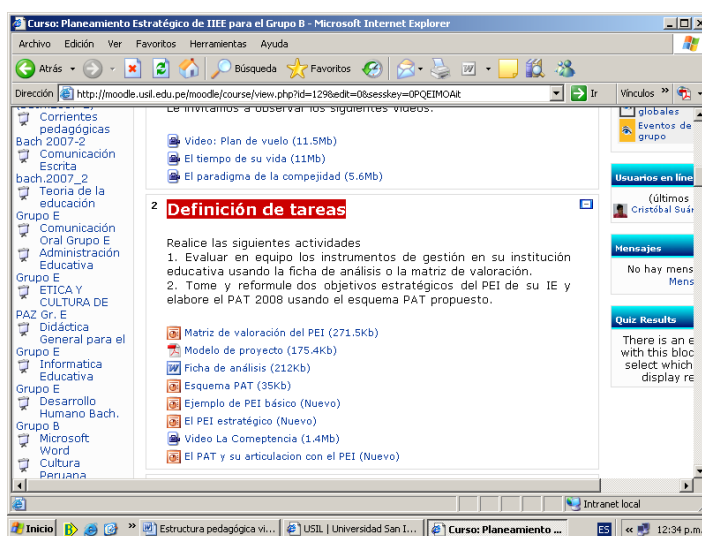 Curso: Planeamiento Estratégico de IIEE para el Grupo B - Microsoft Internet Explorer
Archivo Edición Ver Favoritos Herramientas Ayuda
Atrás Búsqueda Favoritos
Dirección http://moodle.usil.edu.pe/moodle/course/view.php?id=129&edit=0&sesskey=0PQEIMOAit Ir Vínculos »
Corrientes
pedagógicas
Bach 2007-2
Comunicación
Escrita
bach.2007_2
Teoria de la
educación
Grupo E
Comunicación
Oral Grupo E
Administración
Educativa
Grupo E
ETICA Y
CULTURA DE
PAZ Gr. E
Didáctica
General para el
Grupo E
Informatica
Educativa
Grupo E
Desarrollo
Humano Bach.
Grupo B
Microsoft
Word
Cultura
Peruana
Le invitamos a observar los siguientes videos:
Video: Plan de vuelo (11.5Mb)
El tiempo de su vida (11Mb)
El paradigma de la compejidad (5.6Mb)
2 Definición de tareas
Realice las siguientes actividades
1. Evaluar en equipo los instrumentos de gestión en su institución
educativa usando la ficha de análisis o la matriz de valoración.
2. Tome y reformule dos objetivos estratégicos del PEI de su IE y
elabore el PAT 2008 usando el esquema PAT propuesto.
Matriz de valoración del PEI (271.5Kb)
Modelo de proyecto (175.4Kb)
Ficha de análisis (212Kb)
Esquema PAT (35Kb)
Ejemplo de PEI básico (Nuevo)
El PEI estratégico (Nuevo)
Video La Comeptencia (1.4Mb)
El PAT y su articulacion con el PEI (Nuevo)
globales
Eventos de
grupo
Usuarios en líne
(últimos
Cristóbal Suár
Mensajes
No hay mens
Mens
Quiz Results
There is an e
with this bloc
select which
display re
Intranet local
Inicio » Estructura pedagógica vi... USIL | Universidad San I... Curso: Planeamiento ... ES « 12:34 p.m.